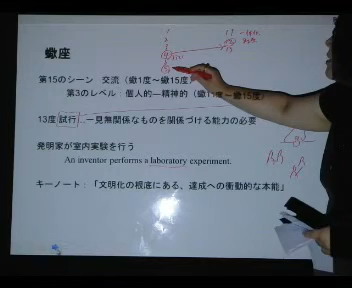 蠍座
第15のシーン 交流（蠍1度～蠍15度）
第3のレベル：個人的―精神的（蠍11度～蠍15度）
13度 試行 ―一見無関係なものを関係づける能力の必要
発明家が室内実験を行う
An inventor performs a laboratory experiment.
キーノート：「文明化の根底にある、達成への衝動的な本能」